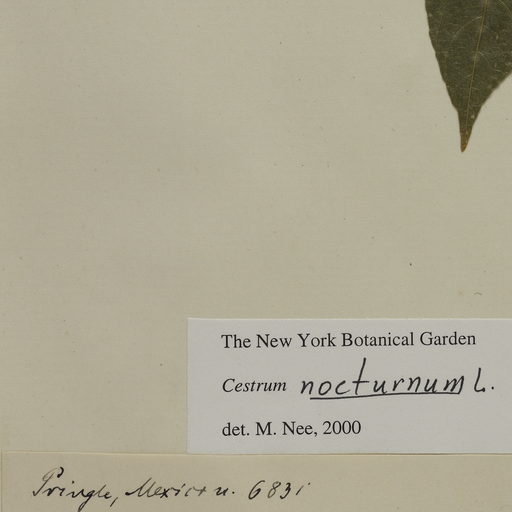 The New York Botanical Garden
Cestrum nocturnum L.
det. M. Nee, 2000
Pringle, Mexico n. 6831